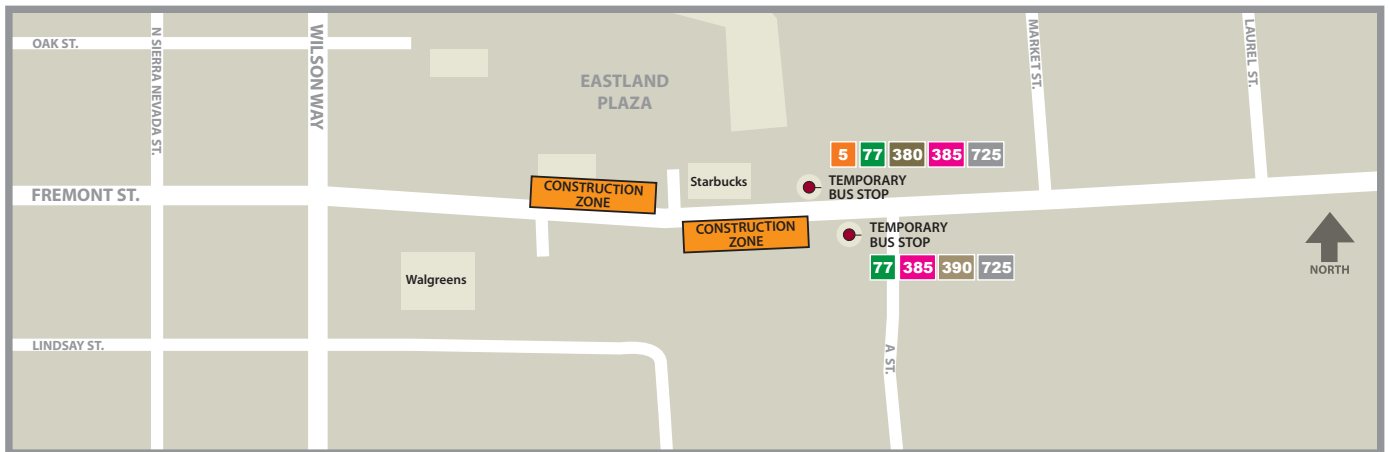 OAK ST.
N SIERRA NEVADA ST.
WILSON WAY
EASTLAND
PLAZA
MARKET ST.
LAUREL ST.
5 77 380 385 725
TEMPORARY
BUS STOP
FREMONT ST.
CONSTRUCTION
ZONE
Starbucks
CONSTRUCTION
ZONE
TEMPORARY
BUS STOP
77 385 390 725
NORTH
Walgreens
LINDSAY ST.
A ST.